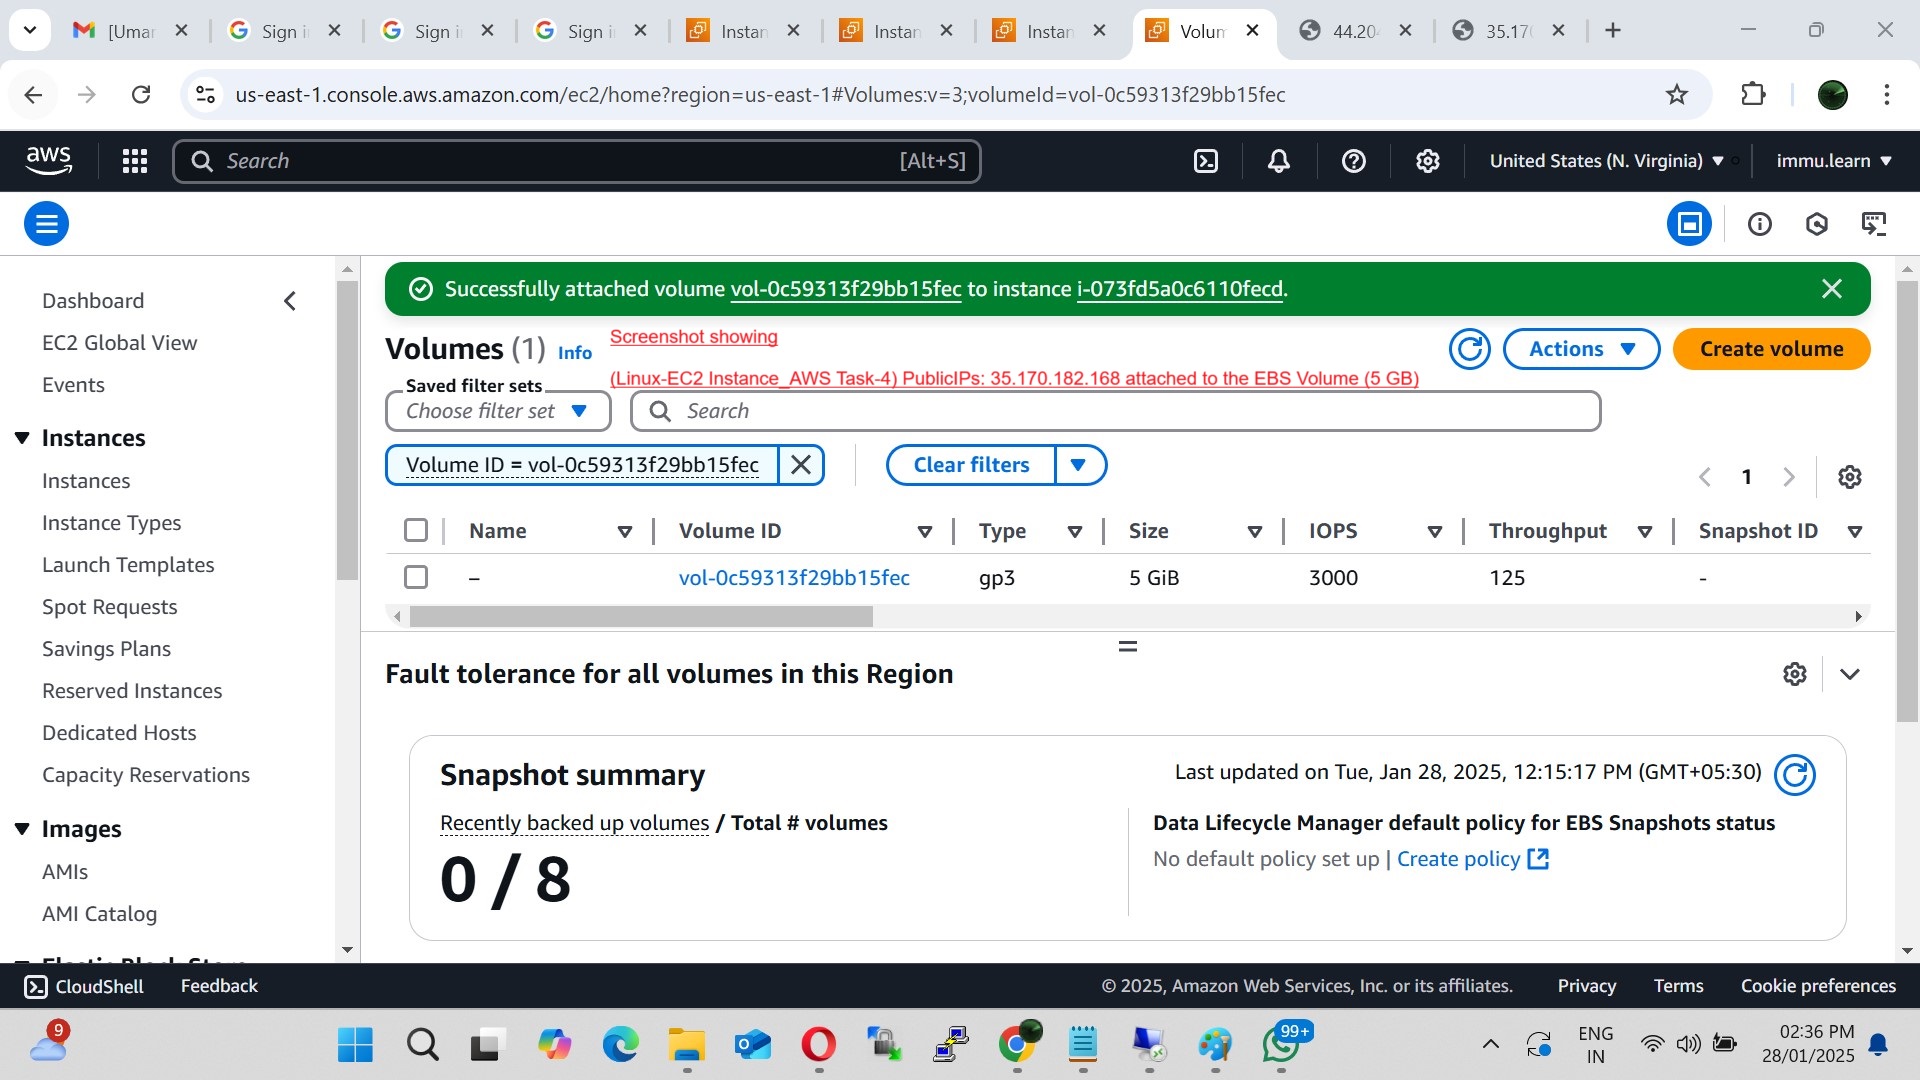 [Umar
Sign i
Sign i
Sign i
Instan
Instan
Instan
Volum
44.20
35.17
us-east-1.console.aws.amazon.com/ec2/home?region=us-east-1#Volumes:v=3;volumeId=vol-0c59313f29bb15fec
aws
Search
[Alt+S]
United States (N. Virginia)
immu.learn
Dashboard
EC2 Global View
Events
Instances
Instances
Instance Types
Launch Templates
Spot Requests
Savings Plans
Reserved Instances
Dedicated Hosts
Capacity Reservations
Images
AMIs
AMI Catalog
Elastic Block Store
Successfully attached volume vol-0c59313f29bb15fec to instance i-073fd5a0c6110fecd.
Volumes (1) Info
Screenshot showing
(Linux-EC2 Instance_AWS Task-4) PublicIPs: 35.170.182.168 attached to the EBS Volume (5 GB)
Actions
Create volume
Saved filter sets
Choose filter set
Search
Volume ID = vol-0c59313f29bb15fec
Clear filters
1
Name Volume ID Type Size IOPS Throughput Snapshot ID
– vol-0c59313f29bb15fec gp3 5 GiB 3000 125 -
Fault tolerance for all volumes in this Region
Snapshot summary
Last updated on Tue, Jan 28, 2025, 12:15:17 PM (GMT+05:30)
Recently backed up volumes / Total # volumes
0 / 8
Data Lifecycle Manager default policy for EBS Snapshots status
No default policy set up | Create policy
CloudShell
Feedback
© 2025, Amazon Web Services, Inc. or its affiliates.
Privacy
Terms
Cookie preferences
9
99+
ENG
IN
02:36 PM
28/01/2025